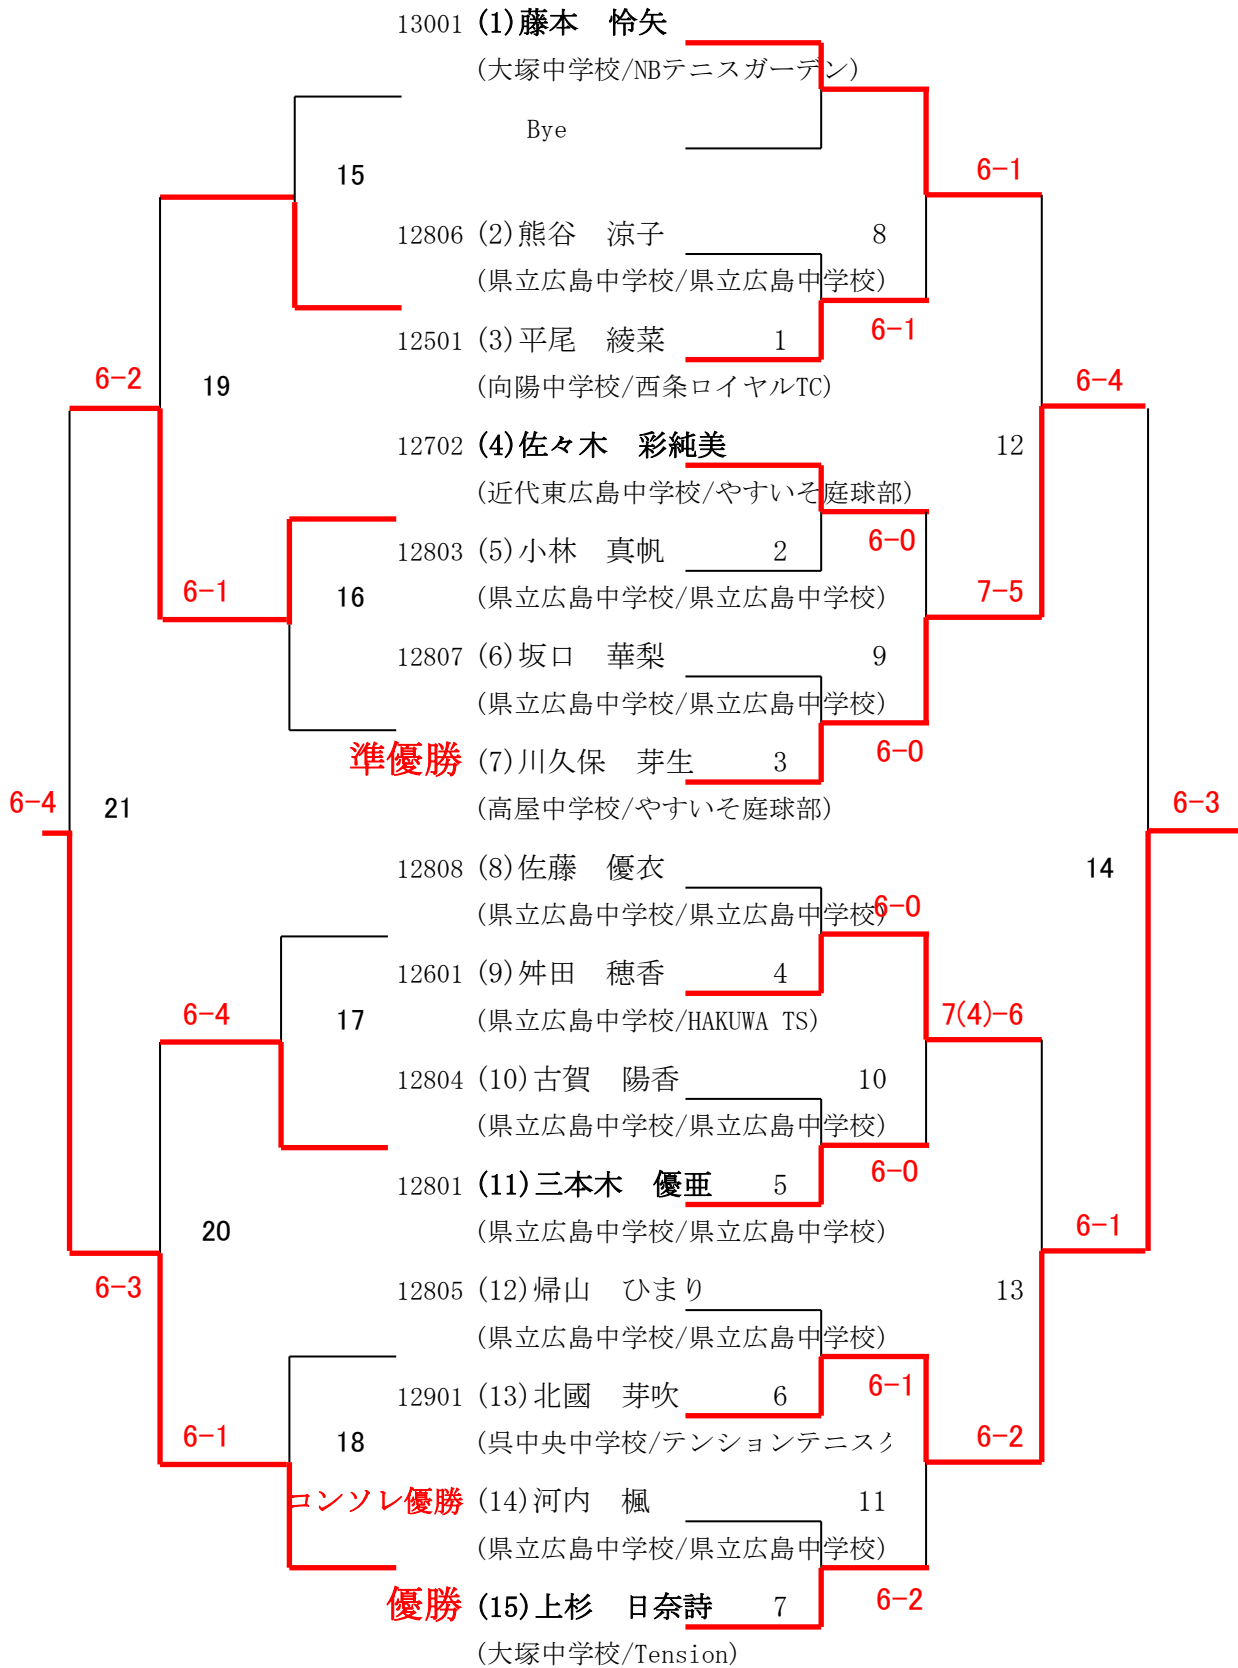 13001 (1)藤本　怜矢
(大塚中学校/NBテニスガーデン)
Bye
15
6-1
12806 (2)熊谷　涼子 8
(県立広島中学校/県立広島中学校)
12501 (3)平尾　綾菜 1 6-1
6-2 19 (向陽中学校/西条ロイヤルTC) 6-4
12702 (4)佐々木　彩純美 12
(近代東広島中学校/やすいそ庭球部)
12803 (5)小林　真帆 2 6-0
6-1 16 (県立広島中学校/県立広島中学校) 7-5
12807 (6)坂口　華梨 9
(県立広島中学校/県立広島中学校)
準優勝 (7)川久保　芽生 3 6-0
6-4 21 (高屋中学校/やすいそ庭球部) 6-3
12808 (8)佐藤　優衣 14
(県立広島中学校/県立広島中学校) 6-0
12601 (9)舛田　穂香 4
6-4 17 (県立広島中学校/HAKUWA TS) 7(4)-6
12804 (10)古賀　陽香 10
(県立広島中学校/県立広島中学校)
12801 (11)三本木　優亜 5 6-0
20 (県立広島中学校/県立広島中学校) 6-1
6-3 12805 (12)帰山　ひまり 13
(県立広島中学校/県立広島中学校)
12901 (13)北國　芽吹 6 6-1
6-1 18 (呉中央中学校/テンションテニスク 6-2
コンソレ優勝 (14)河内　楓 11
(県立広島中学校/県立広島中学校)
優勝 (15)上杉　日奈詩 7 6-2
(大塚中学校/Tension)